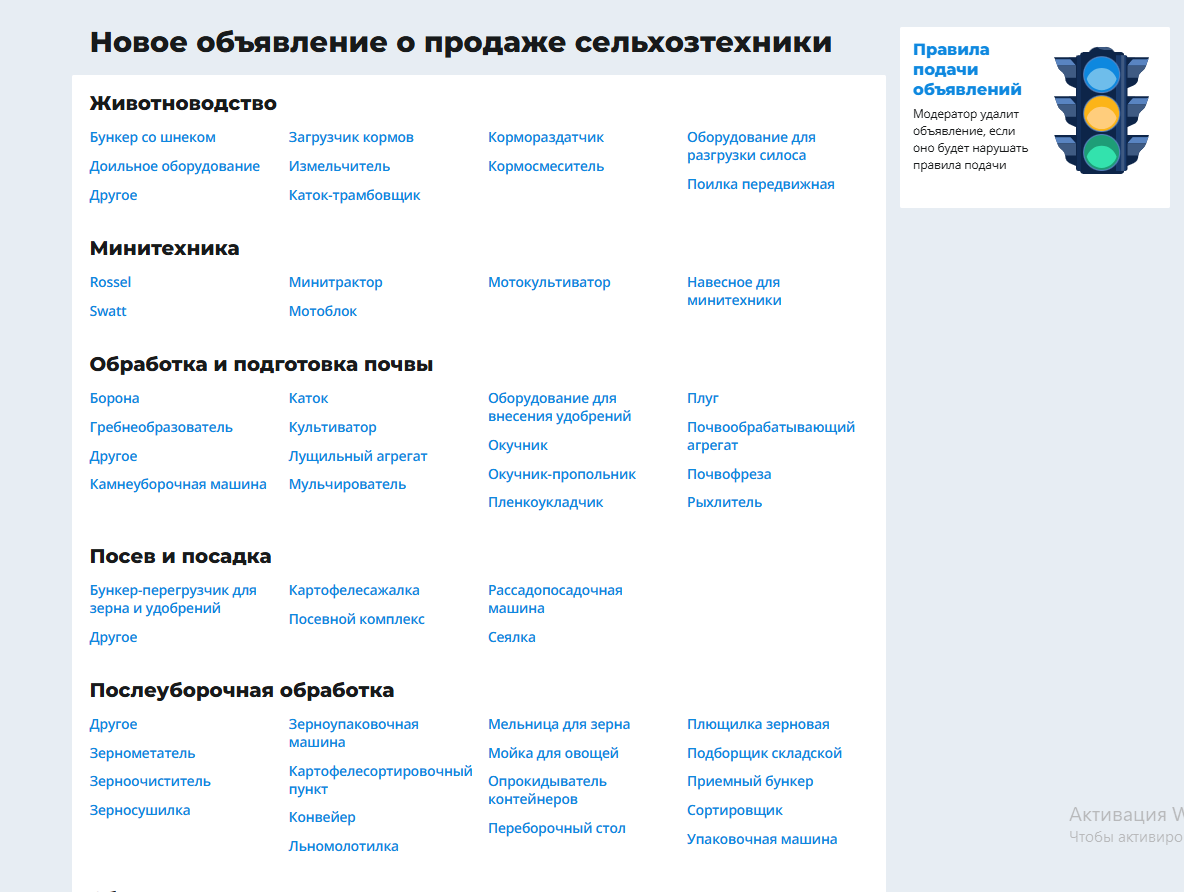 Новое объявление о продаже сельхозтехники
Правила
подачи
объявлений
Модератор удалит
объявление, если
оно будет нарушать
правила подачи
Животноводство
Бункер со шнеком
Доильное оборудование
Другое
Загрузчик кормов
Измельчитель
Каток-трамбовщик
Кормораздатчик
Кормосмеситель
Оборудование для
разгрузки силоса
Поилка передвижная
Минитехника
Rossel
Swatt
Минитрактор
Мотоблок
Мотокультиватор
Навесное для
минитехники
Обработка и подготовка почвы
Борона
Гребнеобразователь
Другое
Камнеуборочная машина
Каток
Культиватор
Лущильный агрегат
Мульчирователь
Оборудование для
внесения удобрений
Окучник
Окучник-пропольник
Пленкоукладчик
Плуг
Почвообрабатывающий
агрегат
Почвофреза
Рыхлитель
Посев и посадка
Бункер-перегрузчик для
зерна и удобрений
Другое
Картофелесажалка
Посевной комплекс
Рассадопосадочная
машина
Сеялка
Послеуборочная обработка
Другое
Зернометатель
Зерноочиститель
Зерносушилка
Зерноупаковочная
машина
Картофелесортировочный
пункт
Конвейер
Льномолотилка
Мельница для зерна
Мойка для овощей
Опрокидыватель
контейнеров
Переборочный стол
Плющилка зерновая
Подборщик складской
Приемный бункер
Сортировщик
Упаковочная машина
Активация W
Чтобы активиро